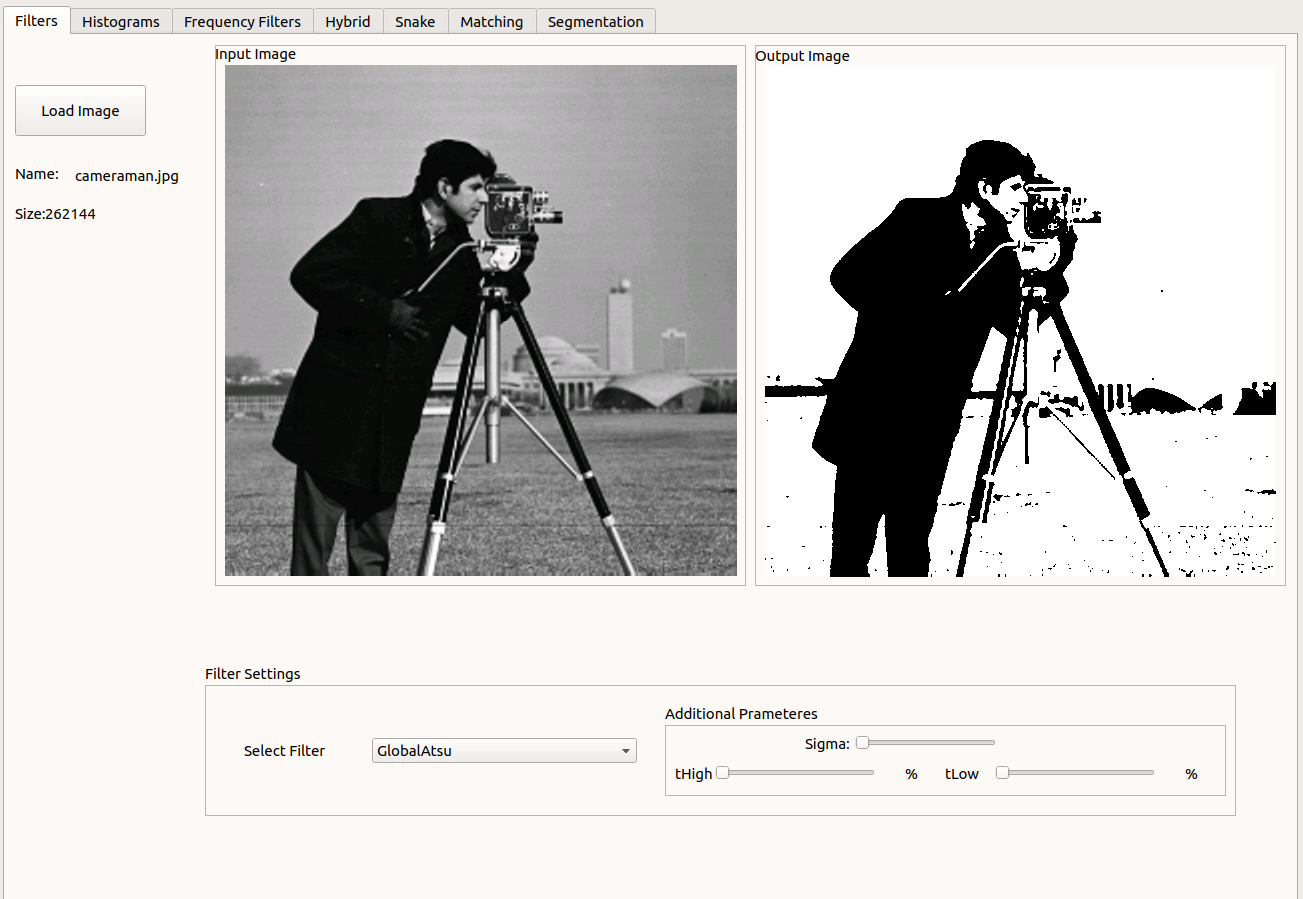 Filters Histograms Frequency Filters Hybrid Snake Matching Segmentation
Input Image
Output Image
Load Image
Name: cameraman.jpg
Size:262144
Filter Settings
Select Filter GlobalAtsu
Additional Prameteres
Sigma:
tHigh % tLow %